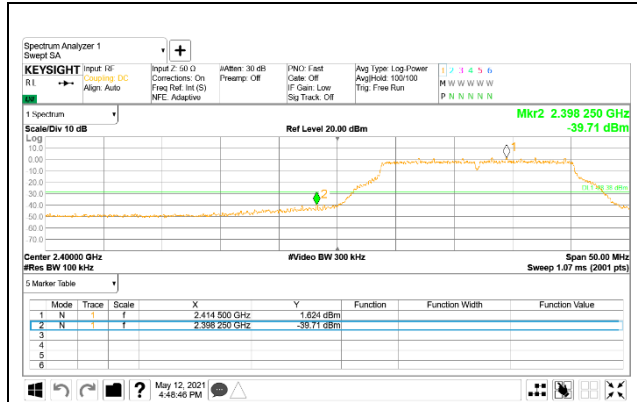 Spectrum Analyzer 1
Swept SA
+
KEYSIGHT Input: RF Input Z: 50 Ω #Atten: 30 dB PNO: Fast Avg Type: Log-Power 1 2 3 4 5 6
R L Coupling: DC Corrections: On Preamp: Off Gate: Off Avg|Hold: 100/100 M W W W W W
Align: Auto Freq Ref: Int (S) IF Gain: Low Trig: Free Run
NFE: Adaptive Sig Track: Off P N N N N N
1 Spectrum Mkr2 2.398 250 GHz
Scale/Div 10 dB Ref Level 20.00 dBm -39.71 dBm
Log
10.0
0.00
-10.0
-20.0
-30.0
-40.0
-50.0
-60.0
-70.0
1
2
Center 2.40000 GHz #Video BW 300 kHz Span 50.00 MHz
#Res BW 100 kHz Sweep 1.07 ms (2001 pts)
5 Marker Table
Mode Trace Scale X Y Function Function Width Function Value
1 N 1 f 2.414 500 GHz 1.624 dBm
2 N 1 f 2.398 250 GHz -39.71 dBm
3
4
5
6
? May 12, 2021
4:48:46 PM